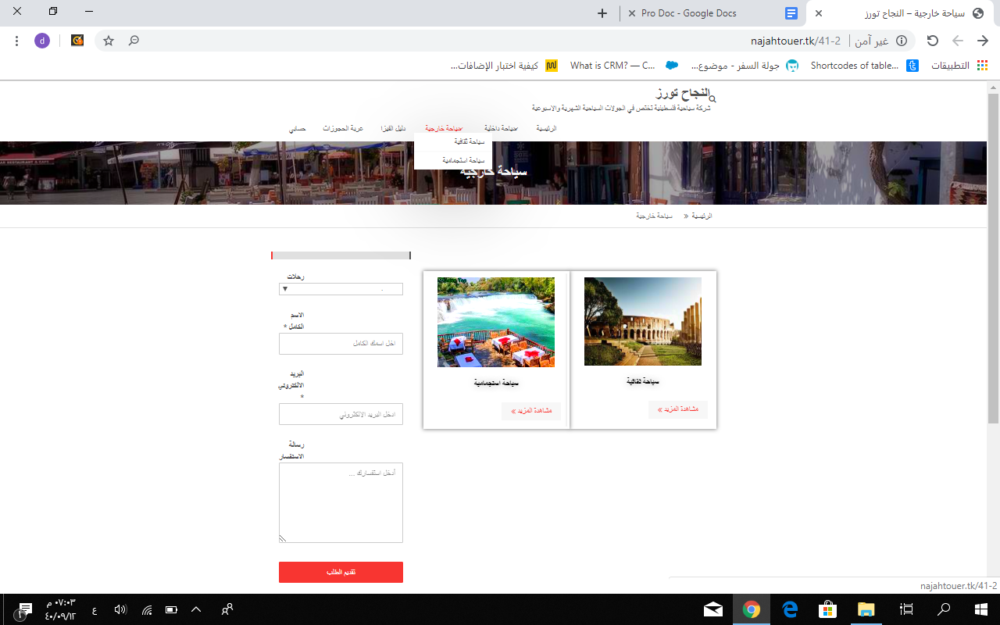 سياحة خارجية – النجاح تورز
Pro Doc - Google Docs
najahtouer.tk/41-2
غير آمن
d
التطبيقات
Shortcodes of table...
جولة السفر - موضوع...
What is CRM? — C...
كيفية اختبار الإضافات...
النجاح تورز
شركة سياحية فلسطينية تختص في الجولات السياحية الشهرية والاسبوعية
الرئيسية
سياحة داخلية
سياحة خارجية
دليل الفيزا
عربة الحجوزات
حسابي
سياحة ثقافية
سياحة استجمامية
سياحة خارجية
الرئيسية » سياحة خارجية
سياحة ثقافية
مشاهدة المزيد »
سياحة استجمامية
مشاهدة المزيد »
رحلات
-
الاسم
الكامل *
اخل اسمك الكامل
البريد
الالكتروني
*
ادخل البريد الالكتروني
رسالة
الاستفسار
أدخل استفسارك ...
تقديم الطلب
najahtouer.tk/41-2
ع
٠٧:٠٣ م
٤٠/٠٩/١٢
١